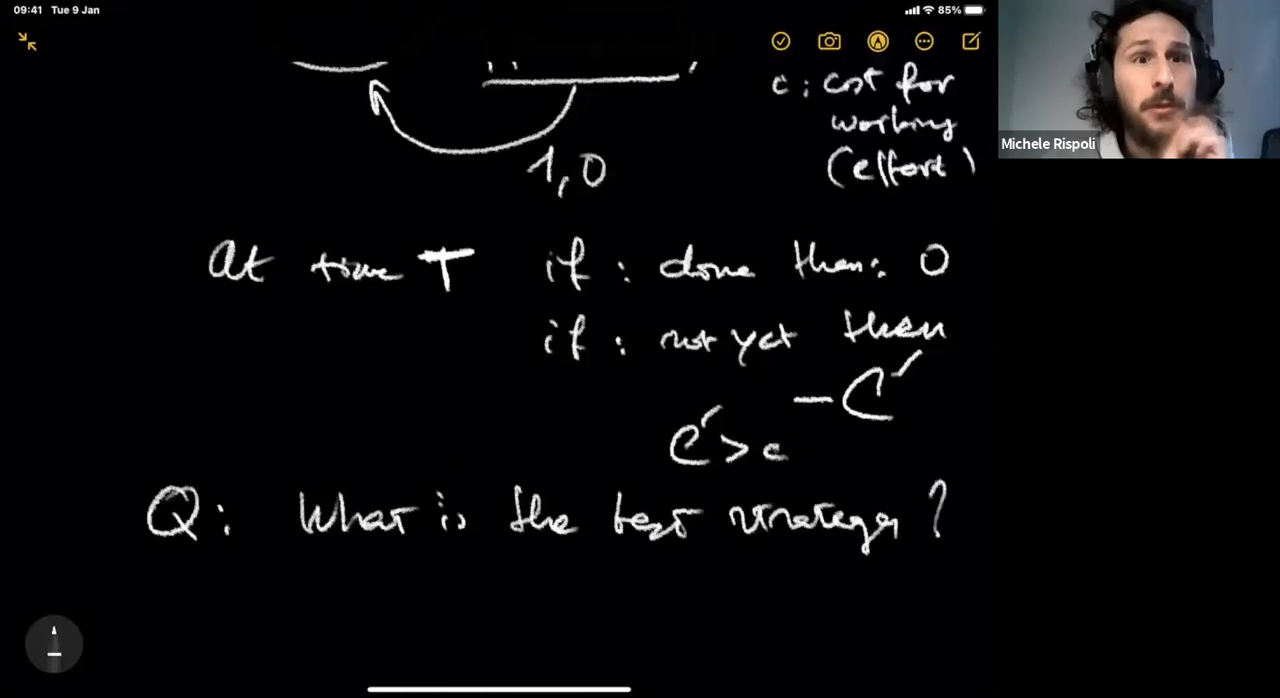 09:41 Tue 9 Jan 85%
c : cost for
working
(effort)
Michele Rispoli
1,0
At time T if : done then : 0
if : not yet then
- C'
C' > c
Q: What is the best strategy ?